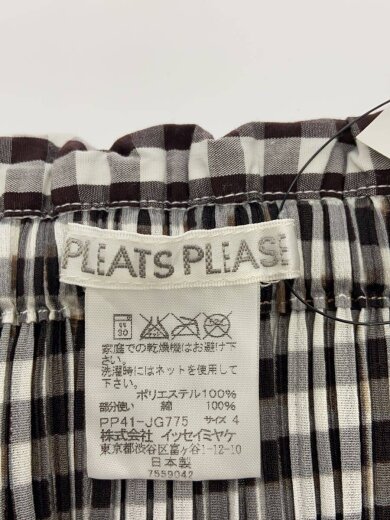 PLEATS PLEASE
30
家庭での乾燥機はお避け下さい。
洗濯時にはネットを使用して下さい。
ポリエステル100%
部分使い 綿 100%
PP41-JG775 サイズ 4
株式会社 イッセイミヤケ
東京都渋谷区富ヶ谷1-12-10
日本製
7559042